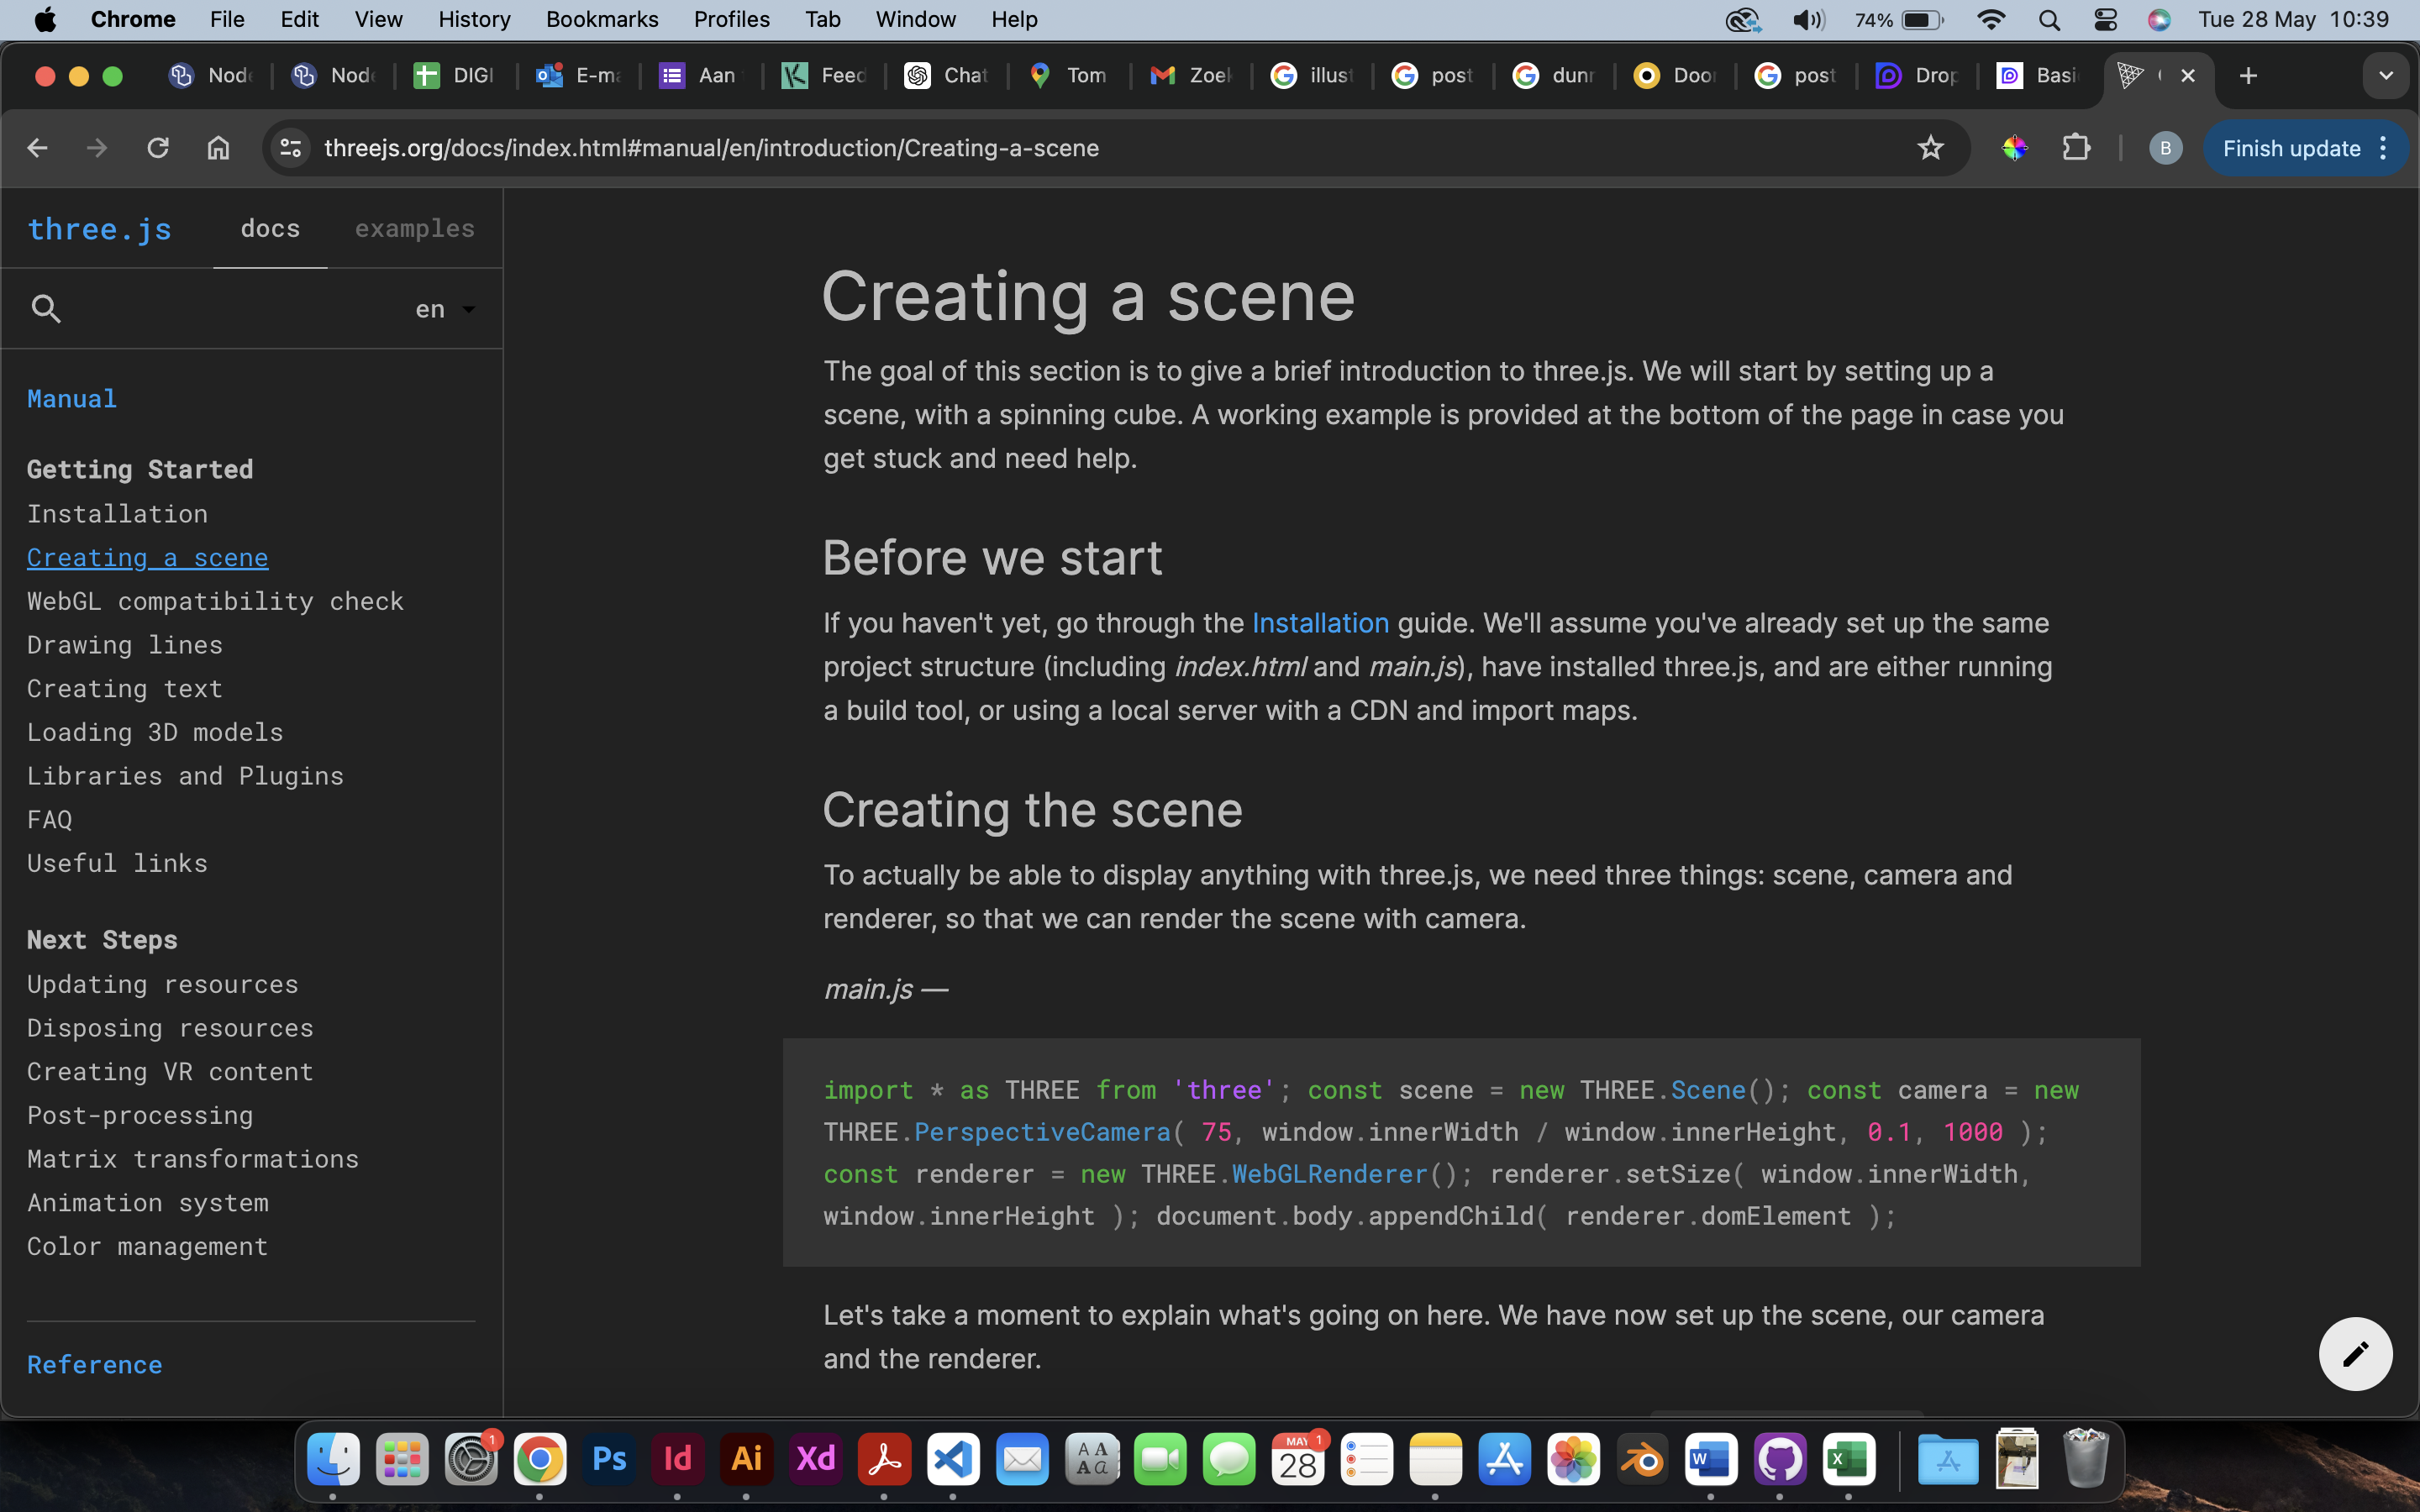 Chrome File Edit View History Bookmarks Profiles Tab Window Help 74% Tue 28 May 10:39
Node Node DIGI E-ma Aan Feed Chat Tom Zoek illust post dunn Door post Drop Basi
threejs.org/docs/index.html#manual/en/introduction/Creating-a-scene B Finish update
three.js docs examples
en
Manual
Getting Started
Installation
Creating a scene
WebGL compatibility check
Drawing lines
Creating text
Loading 3D models
Libraries and Plugins
FAQ
Useful links
Next Steps
Updating resources
Disposing resources
Creating VR content
Post-processing
Matrix transformations
Animation system
Color management
Reference
Creating a scene
The goal of this section is to give a brief introduction to three.js. We will start by setting up a
scene, with a spinning cube. A working example is provided at the bottom of the page in case you
get stuck and need help.
Before we start
If you haven't yet, go through the Installation guide. We'll assume you've already set up the same
project structure (including index.html and main.js), have installed three.js, and are either running
a build tool, or using a local server with a CDN and import maps.
Creating the scene
To actually be able to display anything with three.js, we need three things: scene, camera and
renderer, so that we can render the scene with camera.
main.js —
import * as THREE from 'three'; const scene = new THREE.Scene(); const camera = new
THREE.PerspectiveCamera( 75, window.innerWidth / window.innerHeight, 0.1, 1000 );
const renderer = new THREE.WebGLRenderer(); renderer.setSize( window.innerWidth,
window.innerHeight ); document.body.appendChild( renderer.domElement );
Let's take a moment to explain what's going on here. We have now set up the scene, our camera
and the renderer.
1 Ps Id Ai Xd A A A a MAY 1 28 W X